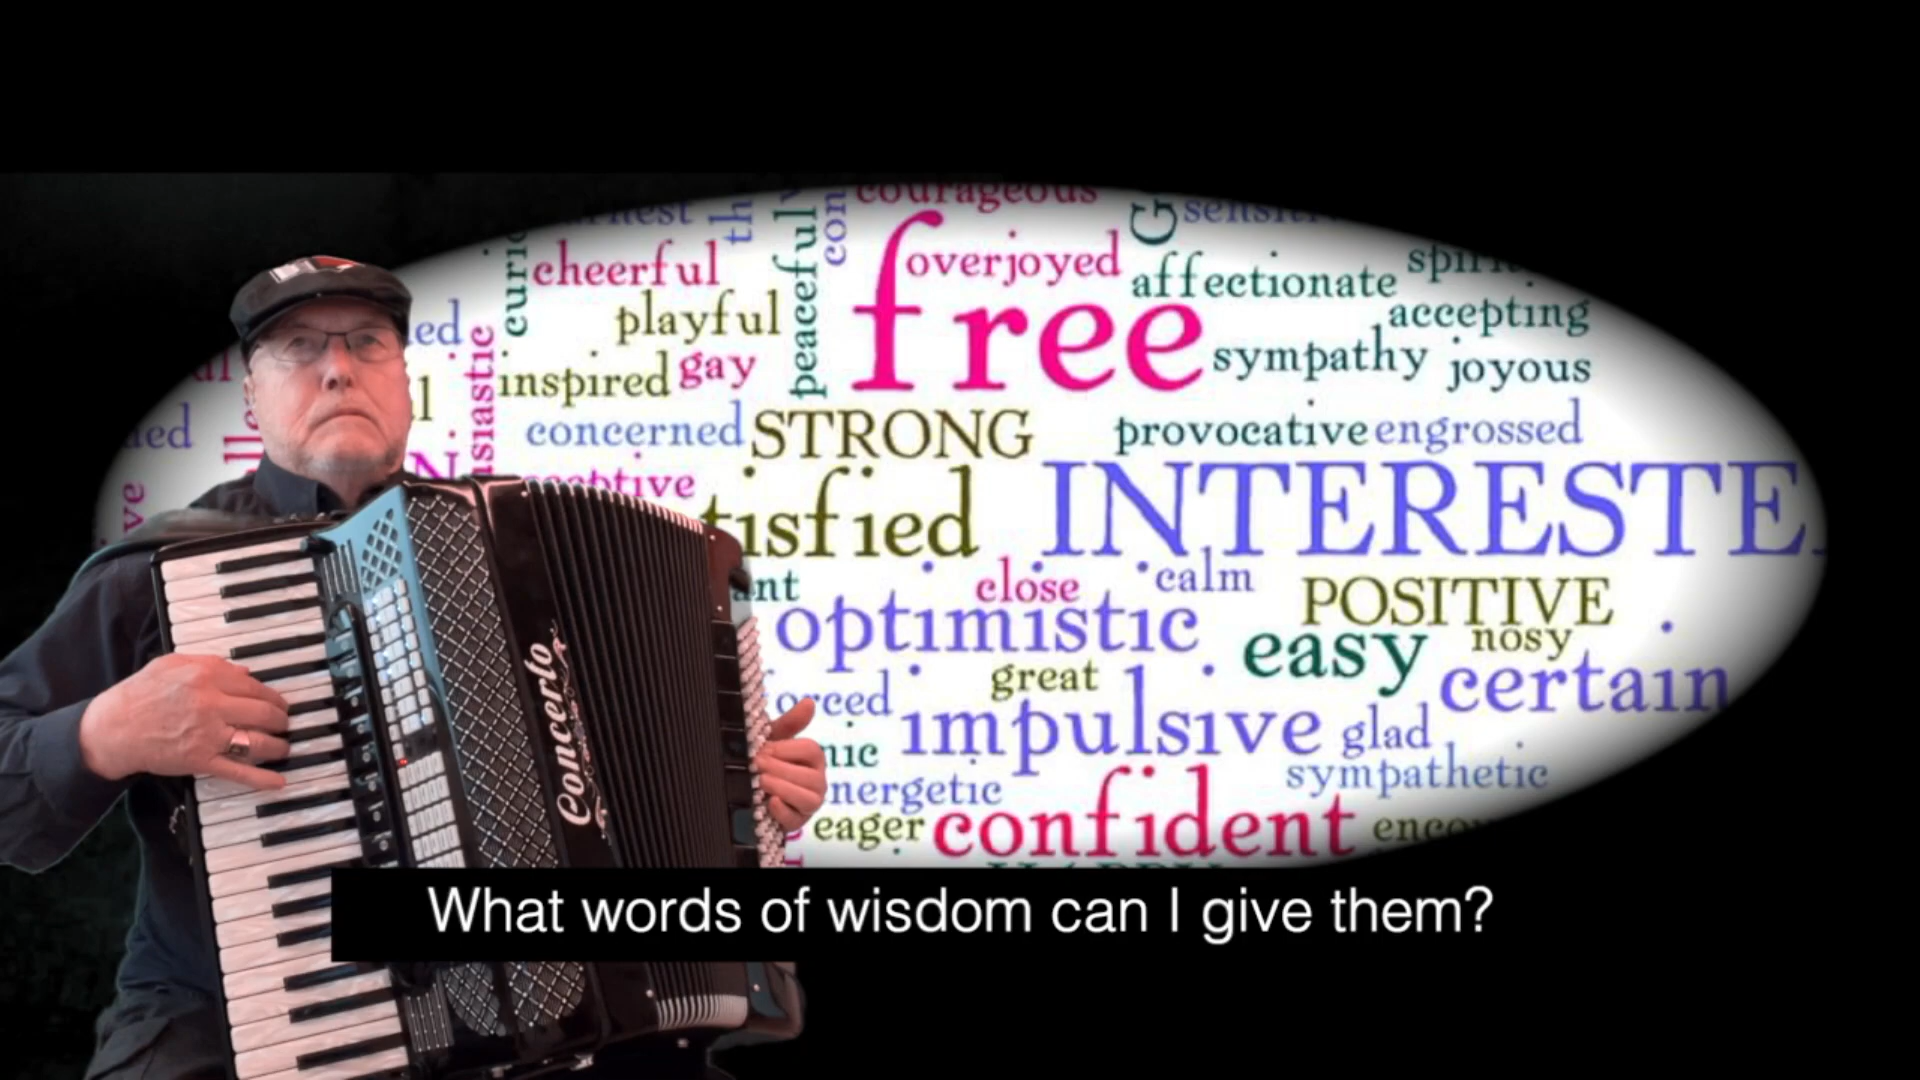 courageous
cheerful
peaceful
con
free
overjoyed
affectionate
accepting
playful
sympathy
joyous
inspired
gay
concerned
STRONG
provocative
engrossed
INTERESTE
close
calm
POSITIVE
optimistic
easy
nosy
great
certain
impulsive
glad
sympathetic
eager
confident
Concerto
What words of wisdom can I give them?